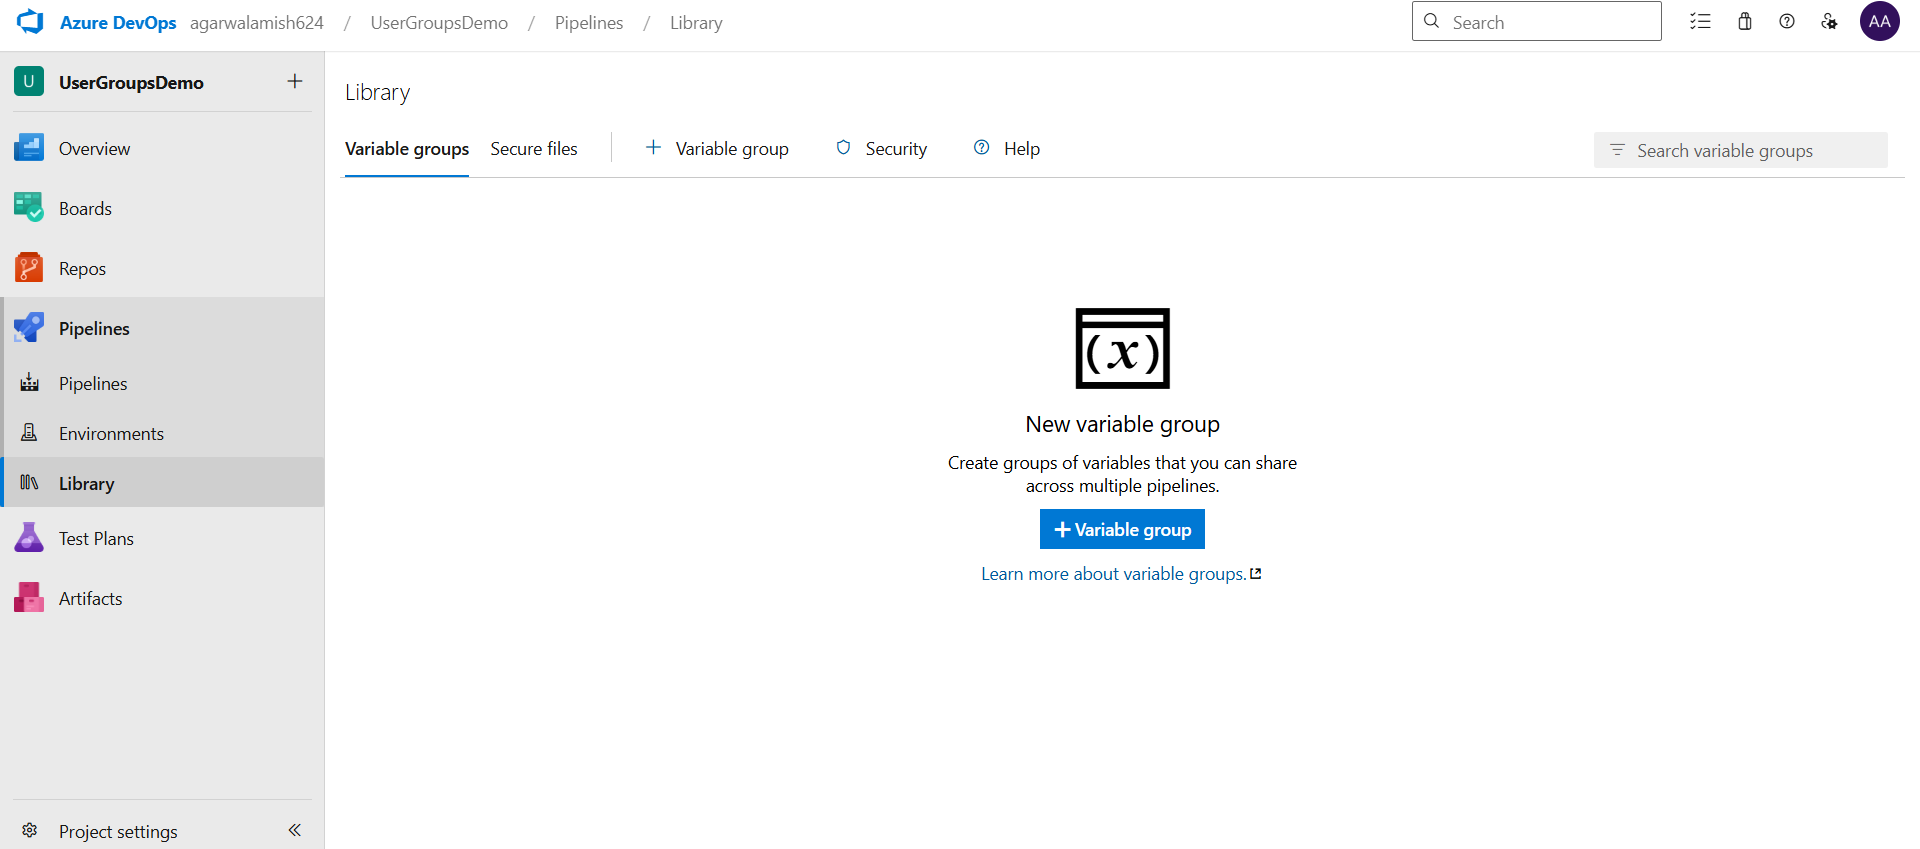 Azure DevOps agarwalamish624 / UserGroupsDemo / Pipelines / Library Search AA
U UserGroupsDemo +
Overview
Boards
Repos
Pipelines
Pipelines
Environments
Library
Test Plans
Artifacts
Project settings
Library
Variable groups Secure files + Variable group Security Help Search variable groups
(x)
New variable group
Create groups of variables that you can share
across multiple pipelines.
+ Variable group
Learn more about variable groups.